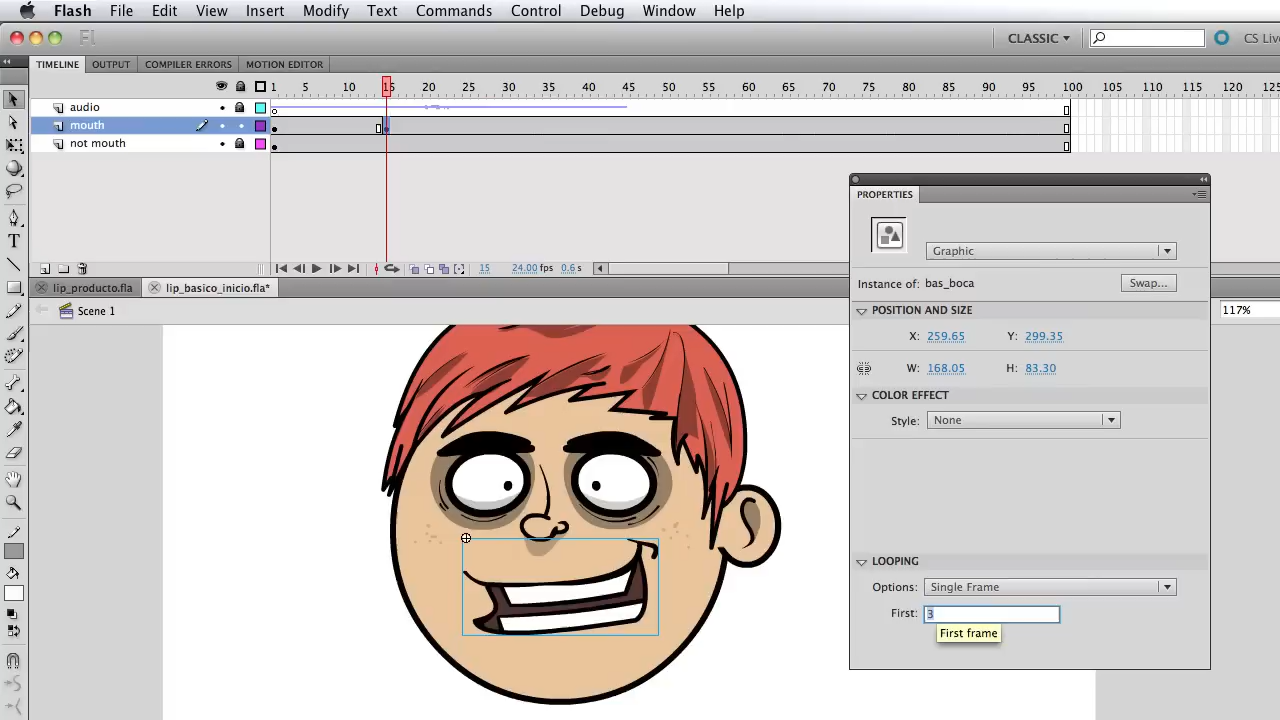 Flash File Edit View Insert Modify Text Commands Control Debug Window Help
Fl CLASSIC CS Liv
TIMELINE OUTPUT COMPILER ERRORS MOTION EDITOR
1 5 10 15 20 25 30 35 40 45 50 55 60 65 70 75 80 85 90 95 100 105 110 115 120 125
audio
mouth
not mouth
PROPERTIES
Graphic
15 24.00 fps 0.6 s
Instance of: bas_boca Swap...
lip_producto.fla lip_basico_inicio.fla*
Scene 1 117%
POSITION AND SIZE
X: 259.65 Y: 299.35
W: 168.05 H: 83.30
COLOR EFFECT
Style: None
LOOPING
Options: Single Frame
First: 3
First frame